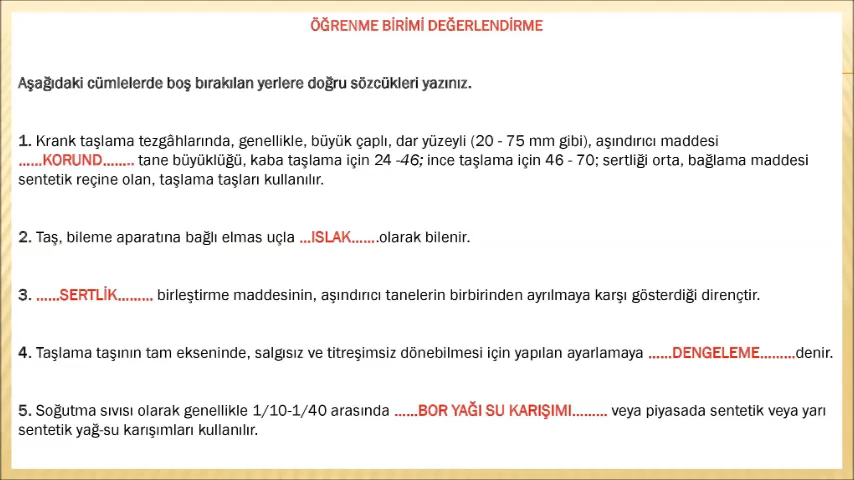 ÖĞRENME BİRİMİ DEĞERLENDİRME
Aşağıdaki cümlelerde boş bırakılan yerlere doğru sözcükleri yazınız.
1. Krank taşlama tezgâhlarında, genellikle, büyük çaplı, dar yüzeyli (20 - 75 mm gibi), aşındırıcı maddesi
......KORUND........ tane büyüklüğü, kaba taşlama için 24 -46; ince taşlama için 46 - 70; sertliği orta, bağlama maddesi
sentetik reçine olan, taşlama taşları kullanılır.
2. Taş, bileme aparatına bağlı elmas uçla ...ISLAK.......olarak bilenir.
3. ......SERTLİK......... birleştirme maddesinin, aşındırıcı tanelerin birbirinden ayrılmaya karşı gösterdiği dirençtir.
4. Taşlama taşının tam ekseninde, salgısız ve titreşimsiz dönebilmesi için yapılan ayarlamaya ......DENGELEME.........denir.
5. Soğutma sıvısı olarak genellikle 1/10-1/40 arasında ......BOR YAĞI SU KARIŞIMI......... veya piyasada sentetik veya yarı
sentetik yağ-su karışımları kullanılır.